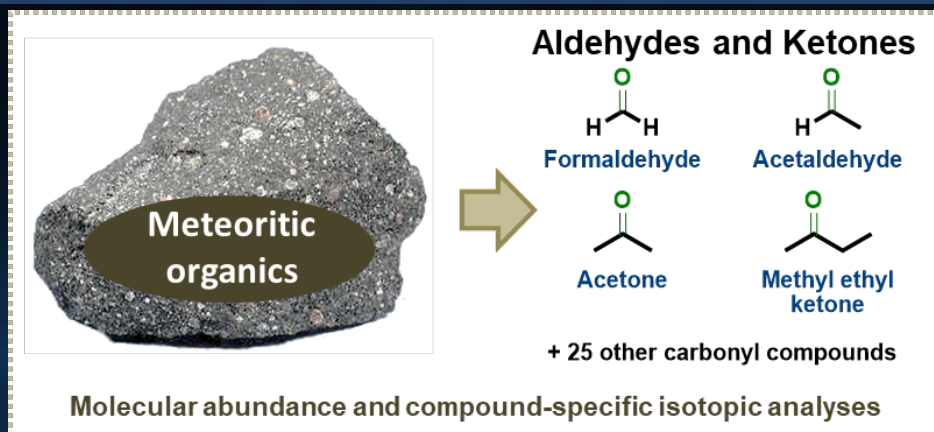 Aldehydes and Ketones
Meteoritic
organics
O
H H
Formaldehyde
O
H
Acetaldehyde
O
Acetone
O
Methyl ethyl
ketone
+ 25 other carbonyl compounds
Molecular abundance and compound-specific isotopic analyses